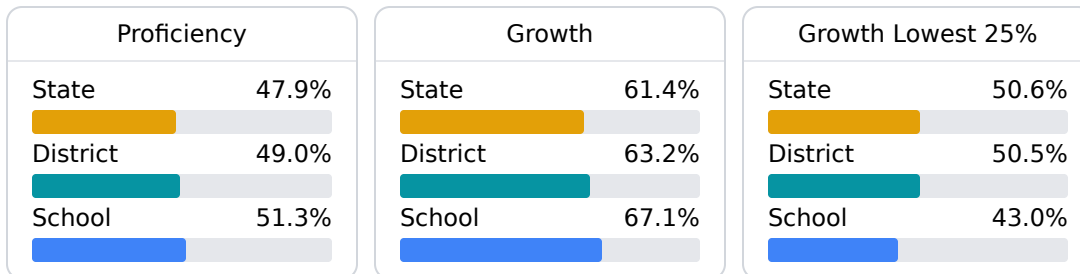 Proficiency
State 47.9%
District 49.0%
School 51.3%
Growth
State 61.4%
District 63.2%
School 67.1%
Growth Lowest 25%
State 50.6%
District 50.5%
School 43.0%